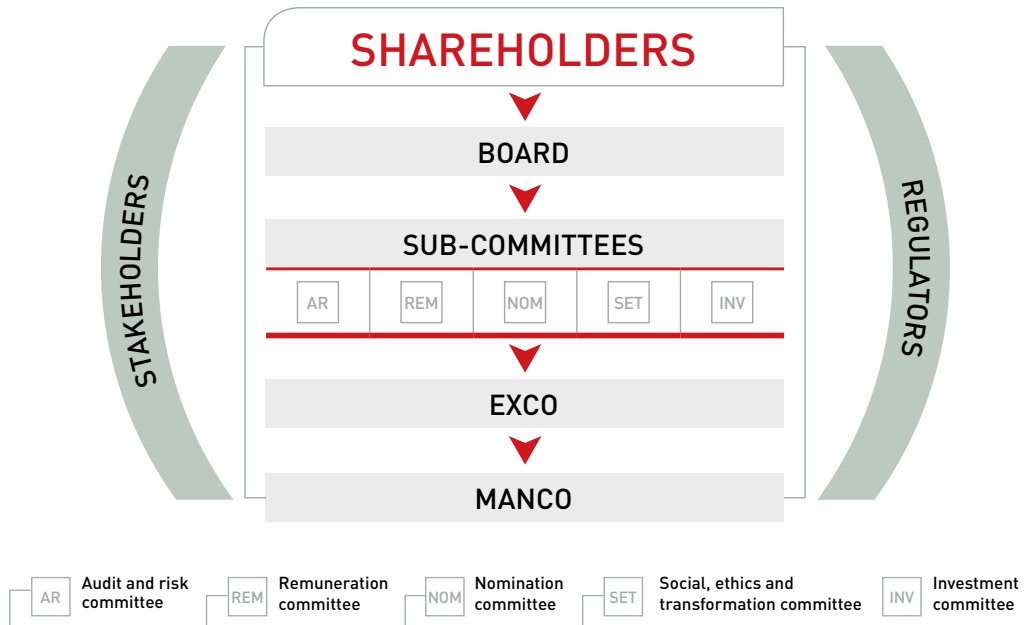 SHAREHOLDERS
BOARD
SUB-COMMITTEES
AR REM NOM SET INV
EXCO
MANCO
STAKEHOLDERS
REGULATORS
AR Audit and risk
committee
REM Remuneration
committee
NOM Nomination
committee
SET Social, ethics and
transformation committee
INV Investment
committee